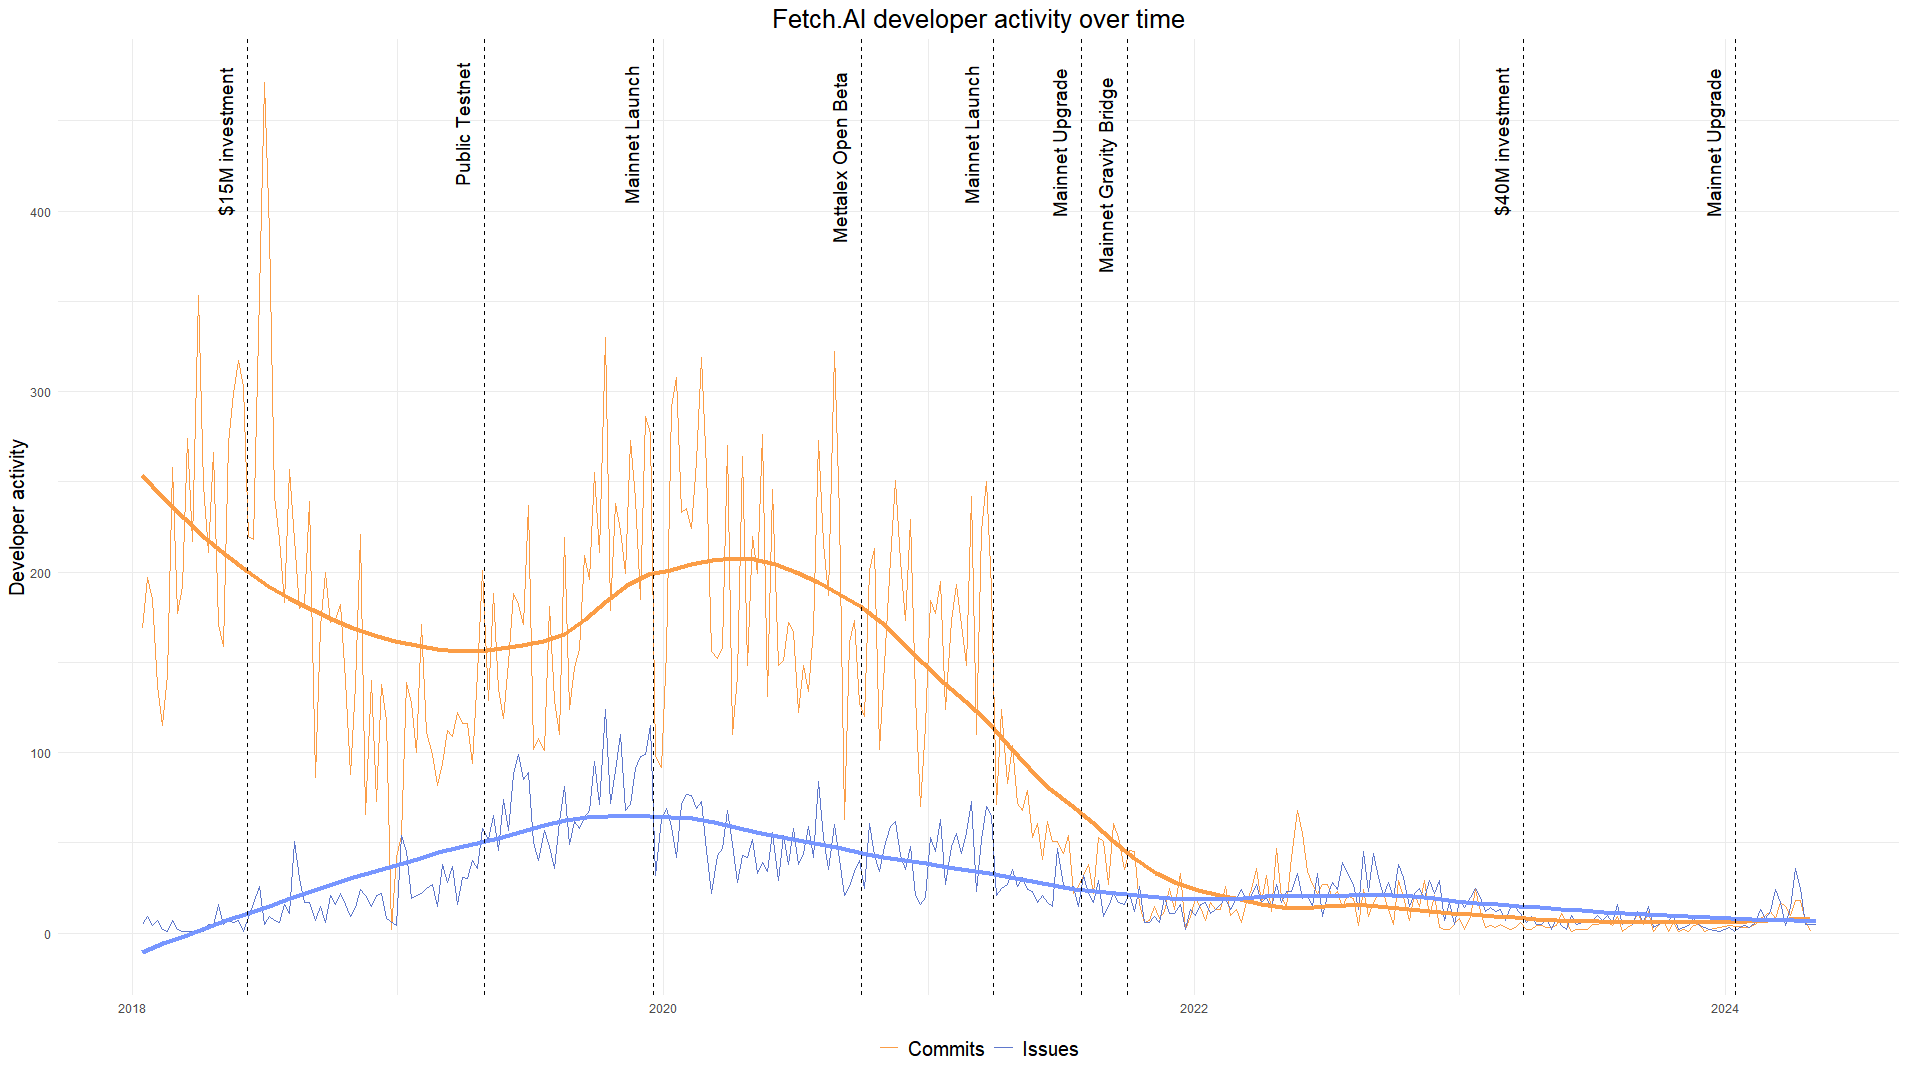 Fetch.AI developer activity over time
$15M investment
Public Testnet
Mainnet Launch
Mettalex Open Beta
Mainnet Launch
Mainnet Upgrade
Mainnet Gravity Bridge
$40M investment
Mainnet Upgrade
Developer activity
400
300
200
100
0
2018
2020
2022
2024
Commits
Issues